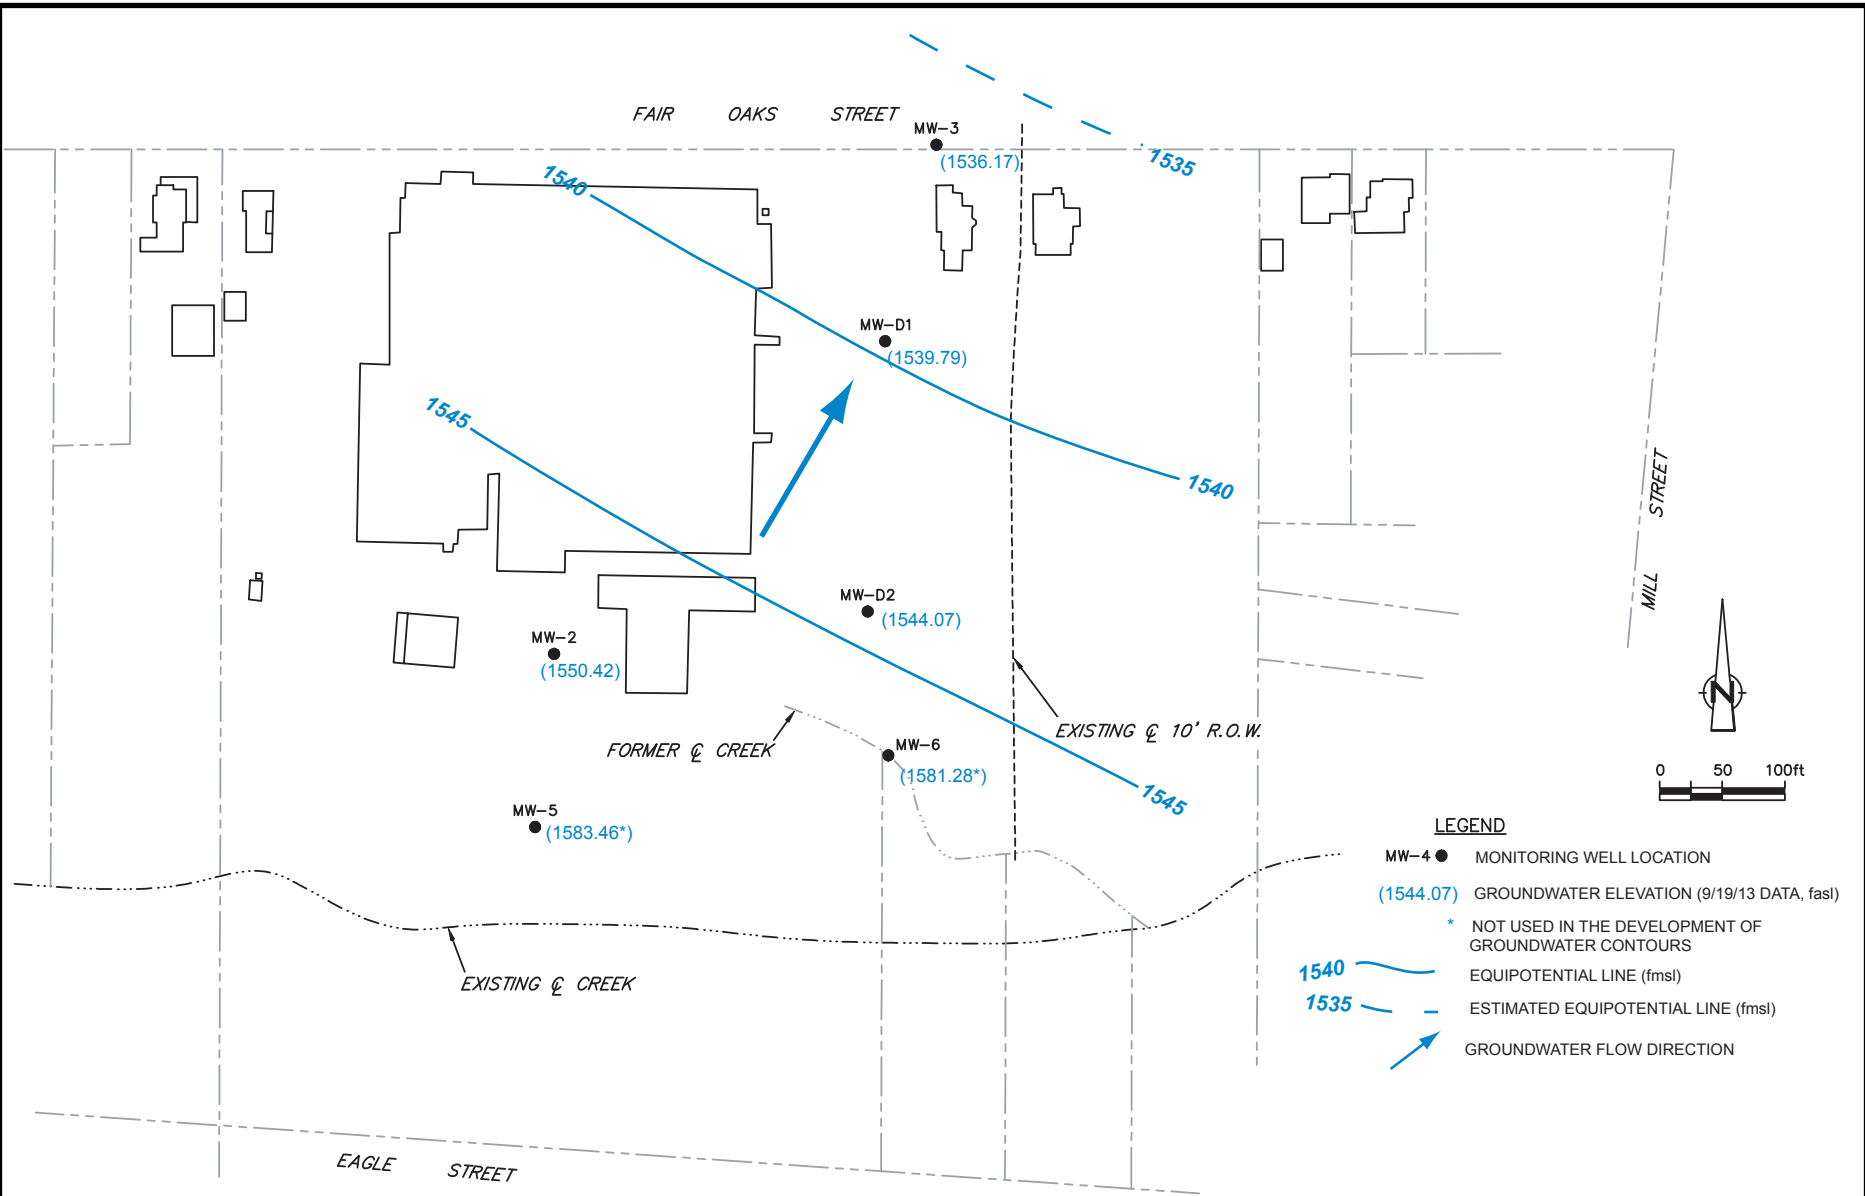 FAIR OAKS STREET
MW-3
(1536.17)
1535
1540
MW-D1
(1539.79)
1545
1540
MILL STREET
MW-D2
(1544.07)
MW-2
(1550.42)
EXISTING ℄ 10' R.O.W.
FORMER ℄ CREEK
MW-6
(1581.28*)
1545
MW-5
(1583.46*)
EXISTING ℄ CREEK
EAGLE STREET
N
0 50 100ft
LEGEND
MW-4 MONITORING WELL LOCATION
(1544.07) GROUNDWATER ELEVATION (9/19/13 DATA, fasl)
* NOT USED IN THE DEVELOPMENT OF
GROUNDWATER CONTOURS
1540 EQUIPOTENTIAL LINE (fmsl)
1535 ESTIMATED EQUIPOTENTIAL LINE (fmsl)
GROUNDWATER FLOW DIRECTION